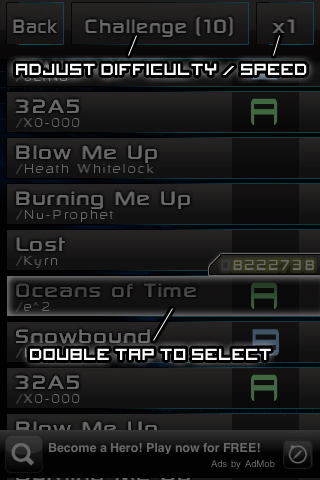 Back
Challenge (10)
x1
ADJUST DIFFICULTY / SPEED
32A5
/X0-000
A
Blow Me Up
/Heath Whitelock
Burning Me Up
/Nu-Prophet
Lost
/Kyrn
08222738
Oceans of Time
/e^2
A
Snowbound
DOUBLE TAP TO SELECT
32A5
/X0-000
A
Blow Me Up
Become a Hero! Play now for FREE!
Ads by AdMob